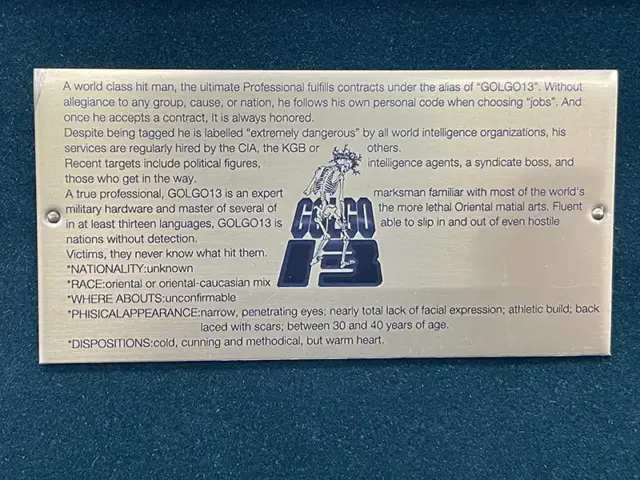 A world class hit man, the ultimate Professional fulfills contracts under the alias of "GOLGO13". Without
allegiance to any group, cause, or nation, he follows his own personal code when choosing "jobs". And
once he accepts a contract, It is always honored.
Despite being tagged he is labelled "extremely dangerous" by all world intelligence organizations, his
services are regularly hired by the CIA, the KGB or others.
Recent targets include political figures, intelligence agents, a syndicate boss, and
those who get in the way.
A true professional, GOLGO13 is an expert marksman familiar with most of the world's
military hardware and master of several of the more lethal Oriental matial arts. Fluent
in at least thirteen languages, GOLGO13 is able to slip in and out of even hostile
nations without detection.
Victims, they never know what hit them.
*NATIONALITY:unknown
*RACE:oriental or oriental-caucasian mix
*WHERE ABOUTS:unconfirmable
*PHISICALAPPEARANCE:narrow, penetrating eyes; nearly total lack of facial expression; athletic build; back
laced with scars; between 30 and 40 years of age.
*DISPOSITIONS:cold, cunning and methodical, but warm heart.
GOLGO
13